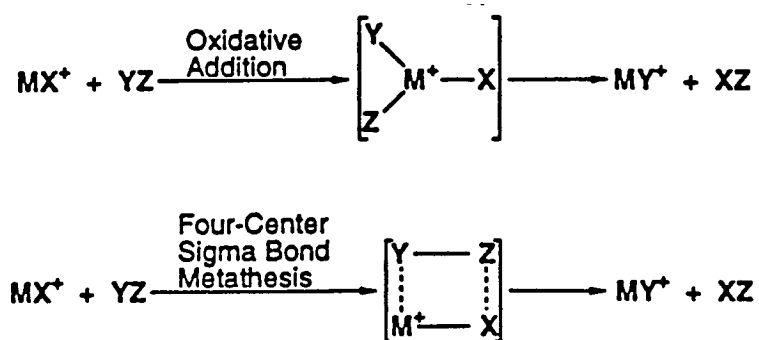 Oxidative
Addition
MX⁺ + YZ
Y
M⁺ — X
Z
MY⁺ + XZ
Four-Center
Sigma Bond
Metathesis
MX⁺ + YZ
Y — Z
M⁺ — X
MY⁺ + XZ